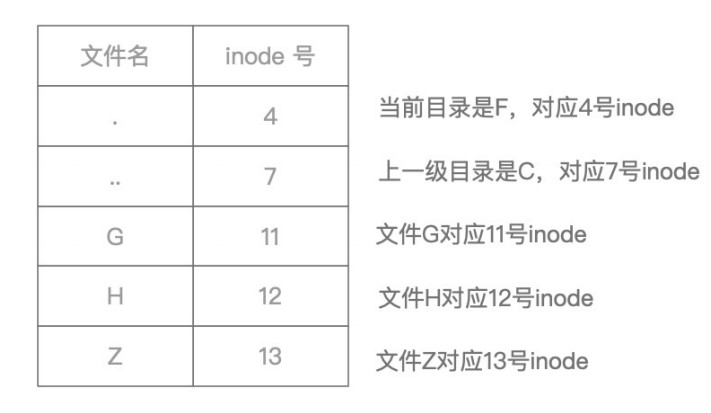 文件名 inode 号
. 4 当前目录是F，对应4号inode
.. 7 上一级目录是C，对应7号inode
G 11 文件G对应11号inode
H 12 文件H对应12号inode
Z 13 文件Z对应13号inode